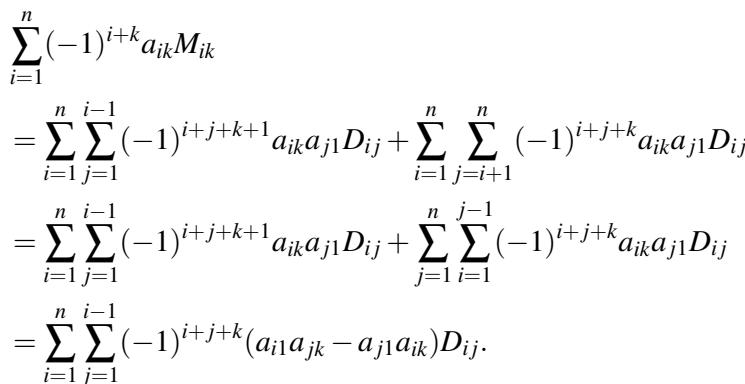 \sum_{i=1}^{n} (-1)^{i+k} a_{ik} M_{ik}
= \sum_{i=1}^{n} \sum_{j=1}^{i-1} (-1)^{i+j+k+1} a_{ik} a_{j1} D_{ij} + \sum_{i=1}^{n} \sum_{j=i+1}^{n} (-1)^{i+j+k} a_{ik} a_{j1} D_{ij}
= \sum_{i=1}^{n} \sum_{j=1}^{i-1} (-1)^{i+j+k+1} a_{ik} a_{j1} D_{ij} + \sum_{j=1}^{n} \sum_{i=1}^{j-1} (-1)^{i+j+k} a_{ik} a_{j1} D_{ij}
= \sum_{i=1}^{n} \sum_{j=1}^{i-1} (-1)^{i+j+k} (a_{i1} a_{jk} - a_{j1} a_{ik}) D_{ij}.